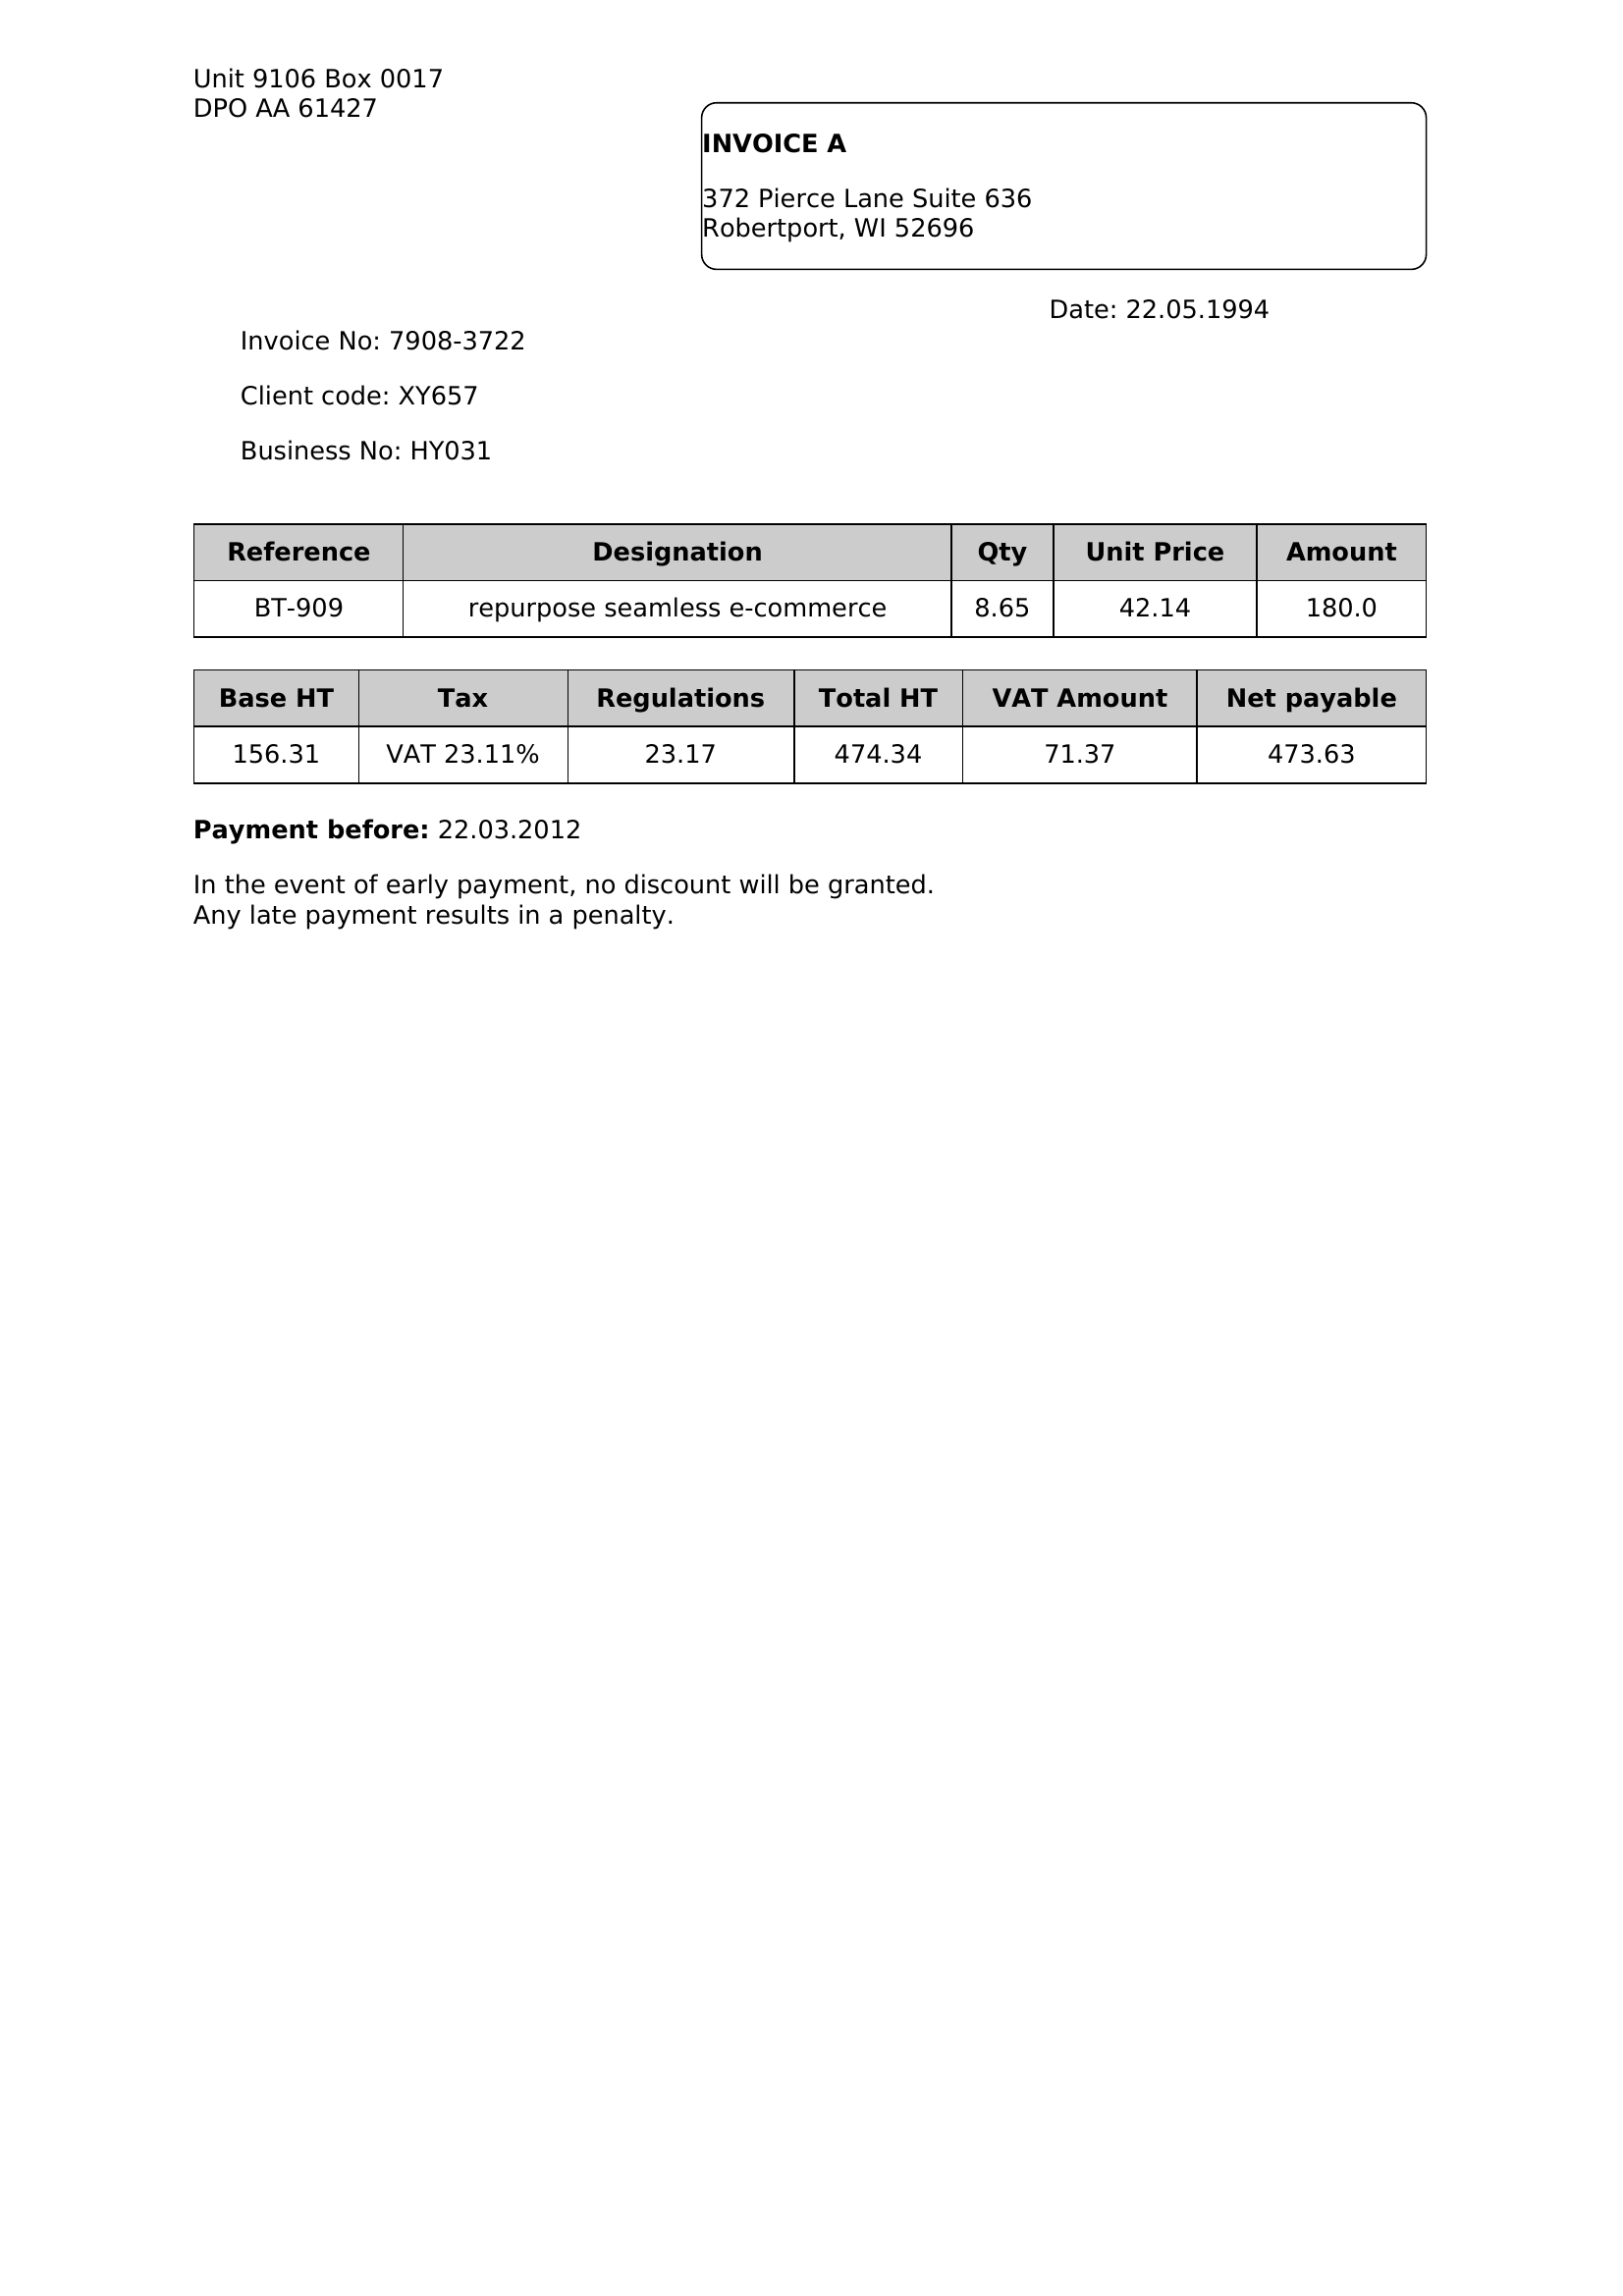 Unit 9106 Box 0017
DPO AA 61427
INVOICE A
372 Pierce Lane Suite 636
Robertport, WI 52696
Date: 22.05.1994
Invoice No: 7908-3722
Client code: XY657
Business No: HY031
Reference Designation Qty Unit Price Amount
BT-909 repurpose seamless e-commerce 8.65 42.14 180.0
Base HT Tax Regulations Total HT VAT Amount Net payable
156.31 VAT 23.11% 23.17 474.34 71.37 473.63
Payment before: 22.03.2012
In the event of early payment, no discount will be granted.
Any late payment results in a penalty.